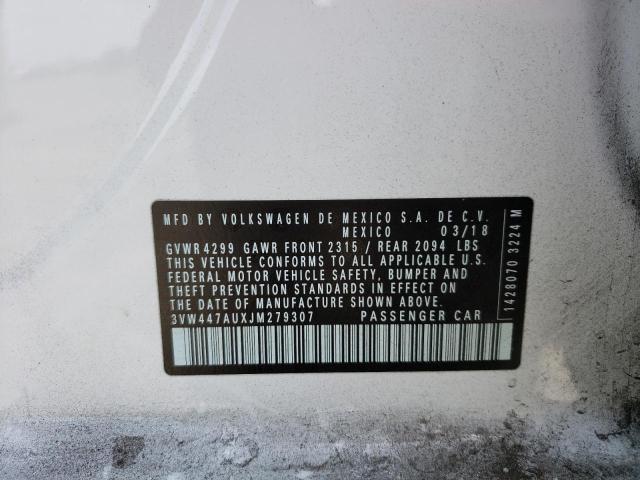 MFD BY VOLKSWAGEN DE MEXICO S.A. DE C.V.
MEXICO 03/18
GVWR 4299 GAWR FRONT 2315 / REAR 2094 LBS
THIS VEHICLE CONFORMS TO ALL APPLICABLE U.S.
FEDERAL MOTOR VEHICLE SAFETY, BUMPER AND
THEFT PREVENTION STANDARDS IN EFFECT ON
THE DATE OF MANUFACTURE SHOWN ABOVE.
3VW447AUXJM279307 PASSENGER CAR
1428070 3224 M